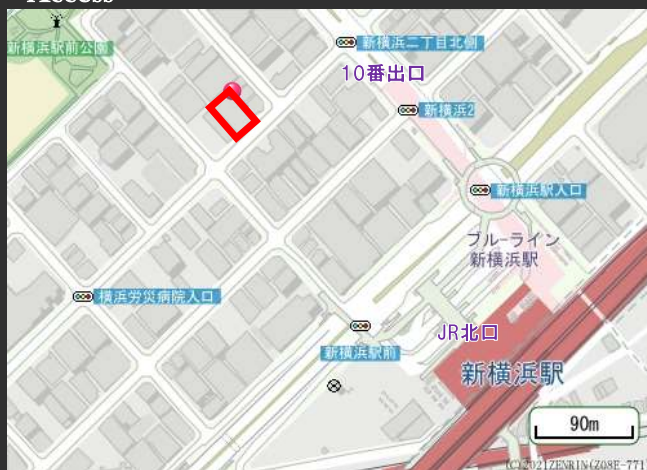 Access
新横浜駅前公園
新横浜二丁目北側
10番出口
新横浜2
新横浜駅入口
ブルーライン
新横浜駅
横浜労災病院入口
新横浜駅前
JR北口
新横浜駅
90m
(C)2021ZENRIN(Z08E-771